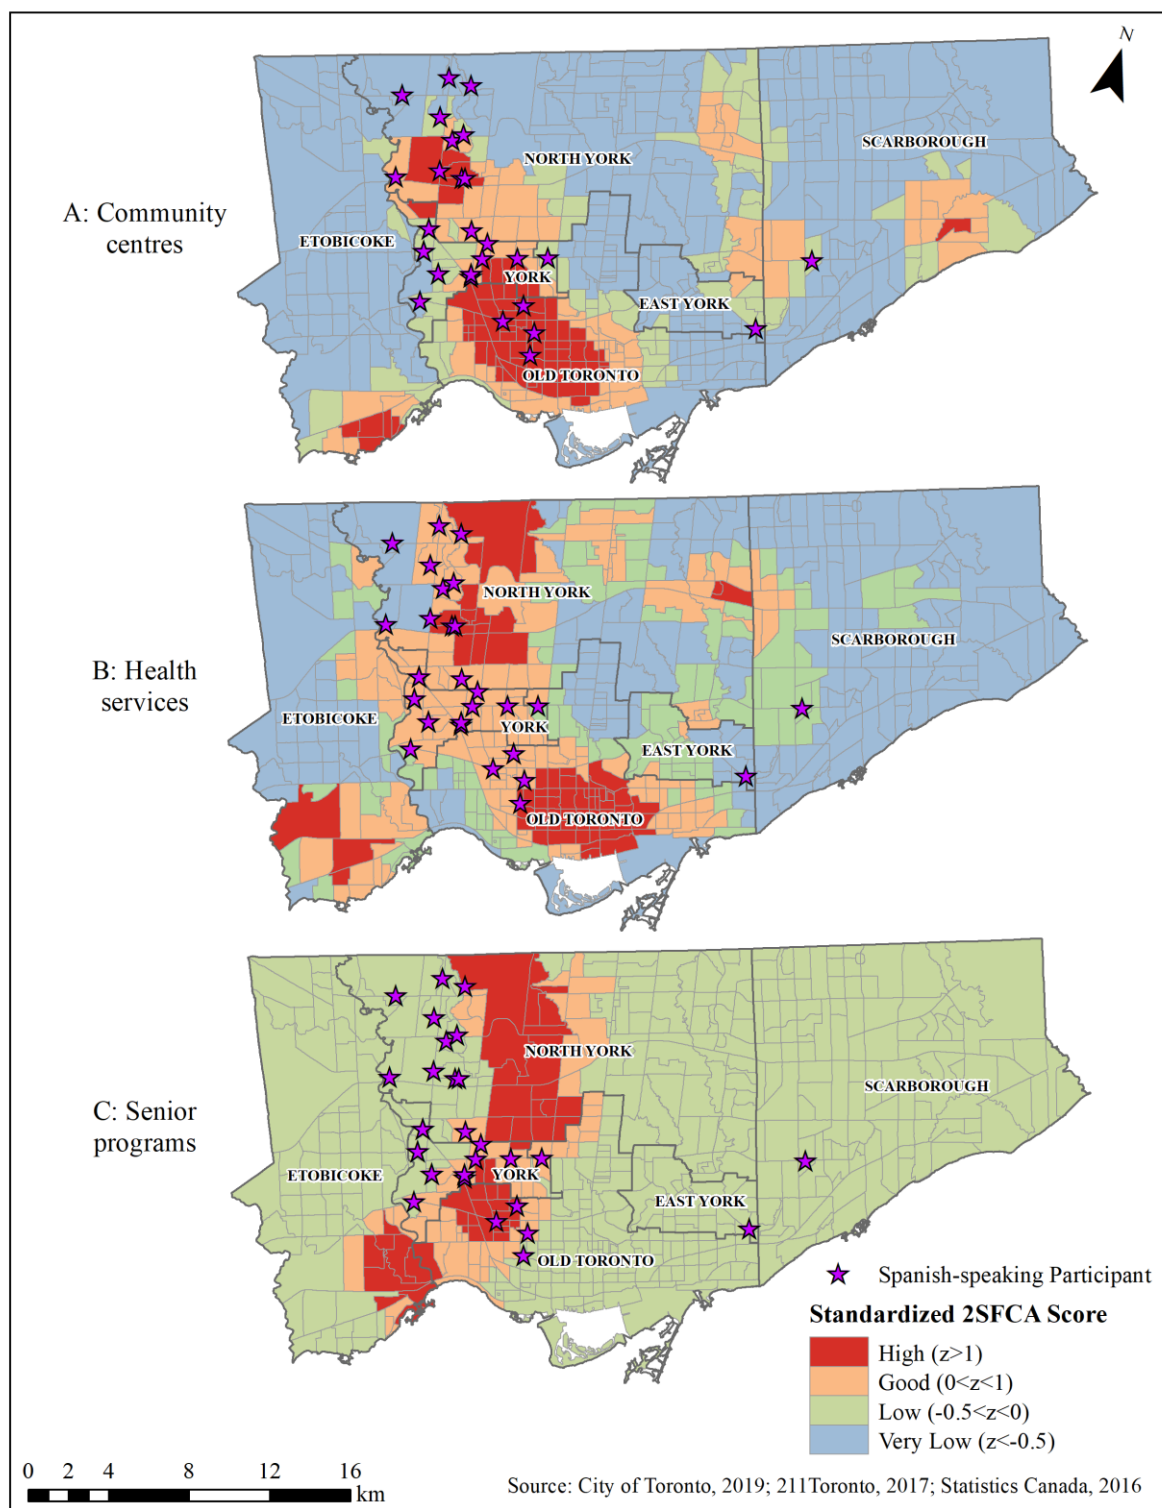 N
A: Community
centres
ETOBICOKE
NORTH YORK
SCARBOROUGH
YORK
EAST YORK
OLD TORONTO
B: Health
services
ETOBICOKE
NORTH YORK
SCARBOROUGH
YORK
EAST YORK
OLD TORONTO
C: Senior
programs
ETOBICOKE
NORTH YORK
SCARBOROUGH
YORK
EAST YORK
OLD TORONTO
Spanish-speaking Participant
Standardized 2SFCA Score
High (z>1)
Good (0<z<1)
Low (-0.5<z<0)
Very Low (z<-0.5)
0 2 4 8 12 16
km
Source: City of Toronto, 2019; 211Toronto, 2017; Statistics Canada, 2016